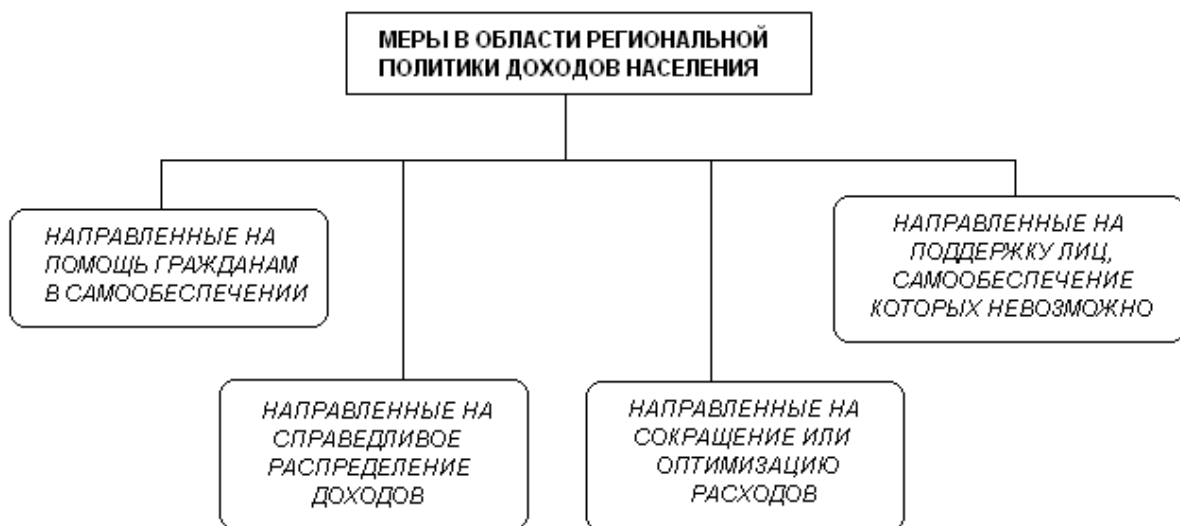 МЕРЫ В ОБЛАСТИ РЕГИОНАЛЬНОЙ
ПОЛИТИКИ ДОХОДОВ НАСЕЛЕНИЯ
НАПРАВЛЕННЫЕ НА
ПОМОЩЬ ГРАЖДАНАМ
В САМООБЕСПЕЧЕНИИ
НАПРАВЛЕННЫЕ НА
СПРАВЕДЛИВОЕ
РАСПРЕДЕЛЕНИЕ
ДОХОДОВ
НАПРАВЛЕННЫЕ НА
СОКРАЩЕНИЕ ИЛИ
ОПТИМИЗАЦИЮ
РАСХОДОВ
НАПРАВЛЕННЫЕ НА
ПОДДЕРЖКУ ЛИЦ,
САМООБЕСПЕЧЕНИЕ
КОТОРЫХ НЕВОЗМОЖНО